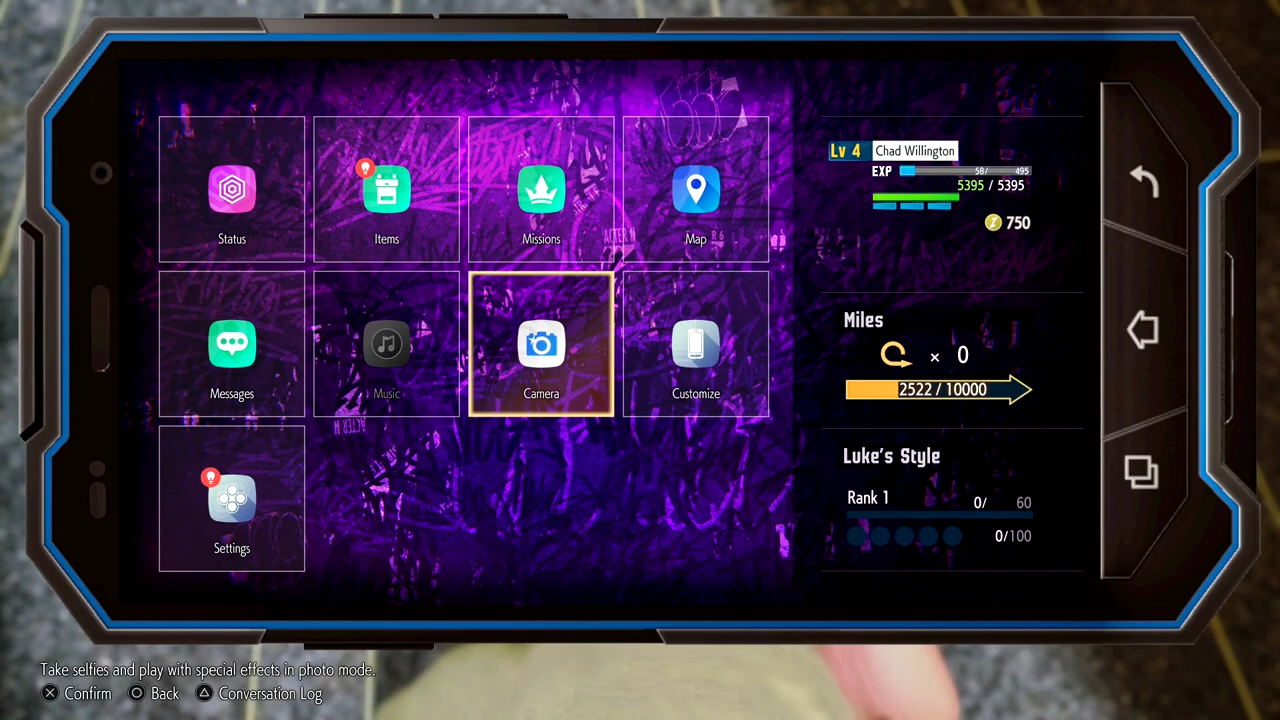 Status
Items
Missions
Map
Messages
Music
Camera
Customize
Settings
Lv 4 Chad Willington
EXP 58/ 495
5395 / 5395
750
Miles
× 0
2522 / 10000
Luke's Style
Rank 1 0/ 60
0/100
Take selfies and play with special effects in photo mode.
Confirm Back Conversation Log